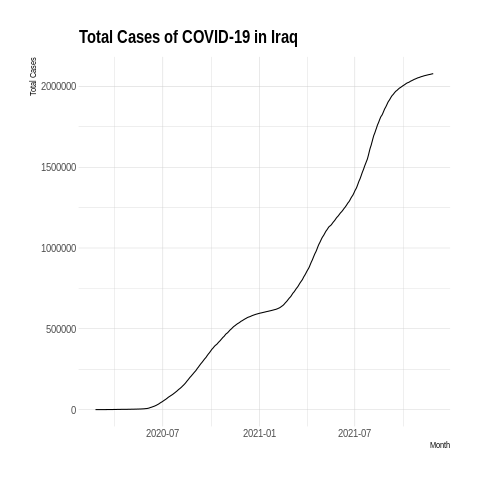 Total Cases of COVID-19 in Iraq
Total Cases
2000000
1500000
1000000
500000
0
2020-07
2021-01
2021-07
Month